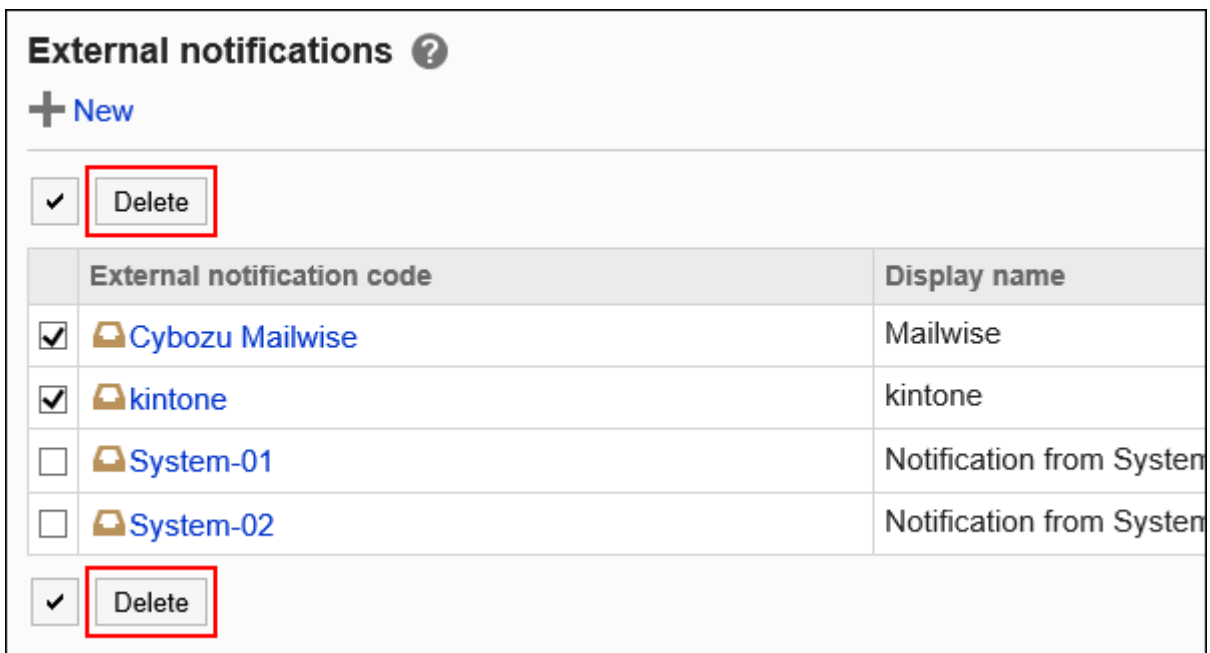 External notifications ?
New
Delete
External notification code Display name
Cybozu Mailwise Mailwise
kintone kintone
System-01 Notification from System
System-02 Notification from System
Delete